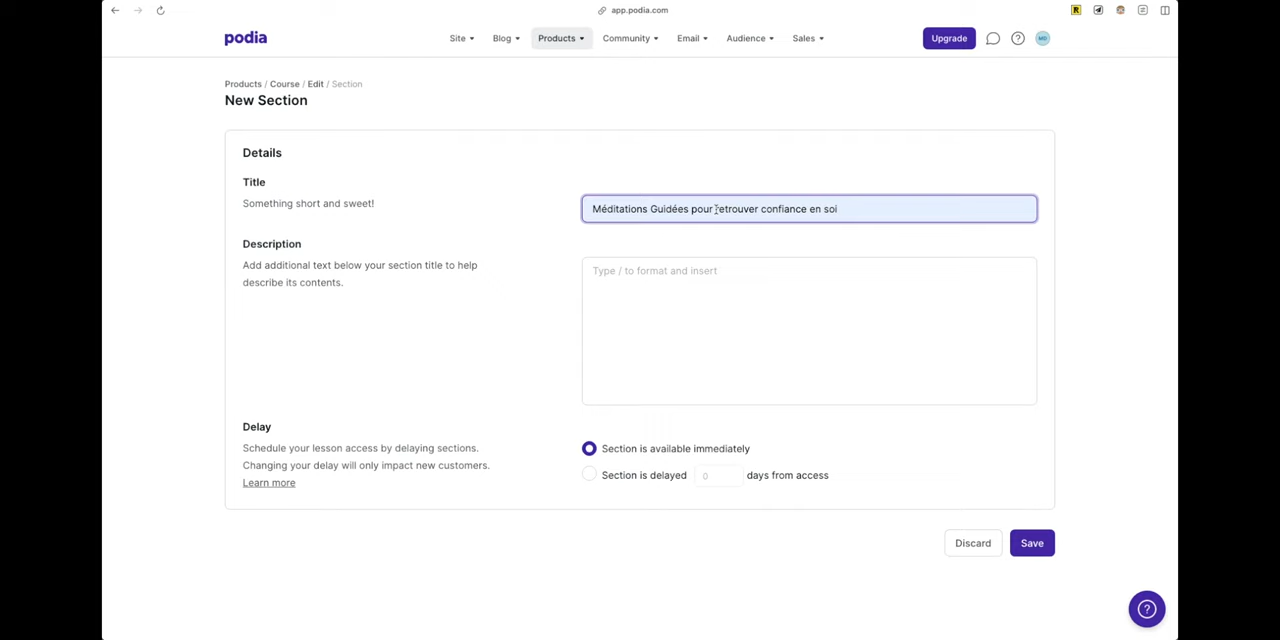 app.podia.com
podia
Site
Blog
Products
Community
Email
Audience
Sales
Upgrade
MD
Products / Course / Edit / Section
New Section
Details
Title
Something short and sweet!
Méditations Guidées pour retrouver confiance en soi
Description
Add additional text below your section title to help
describe its contents.
Type / to format and insert
Delay
Schedule your lesson access by delaying sections.
Changing your delay will only impact new customers.
Learn more
Section is available immediately
Section is delayed 0 days from access
Discard
Save